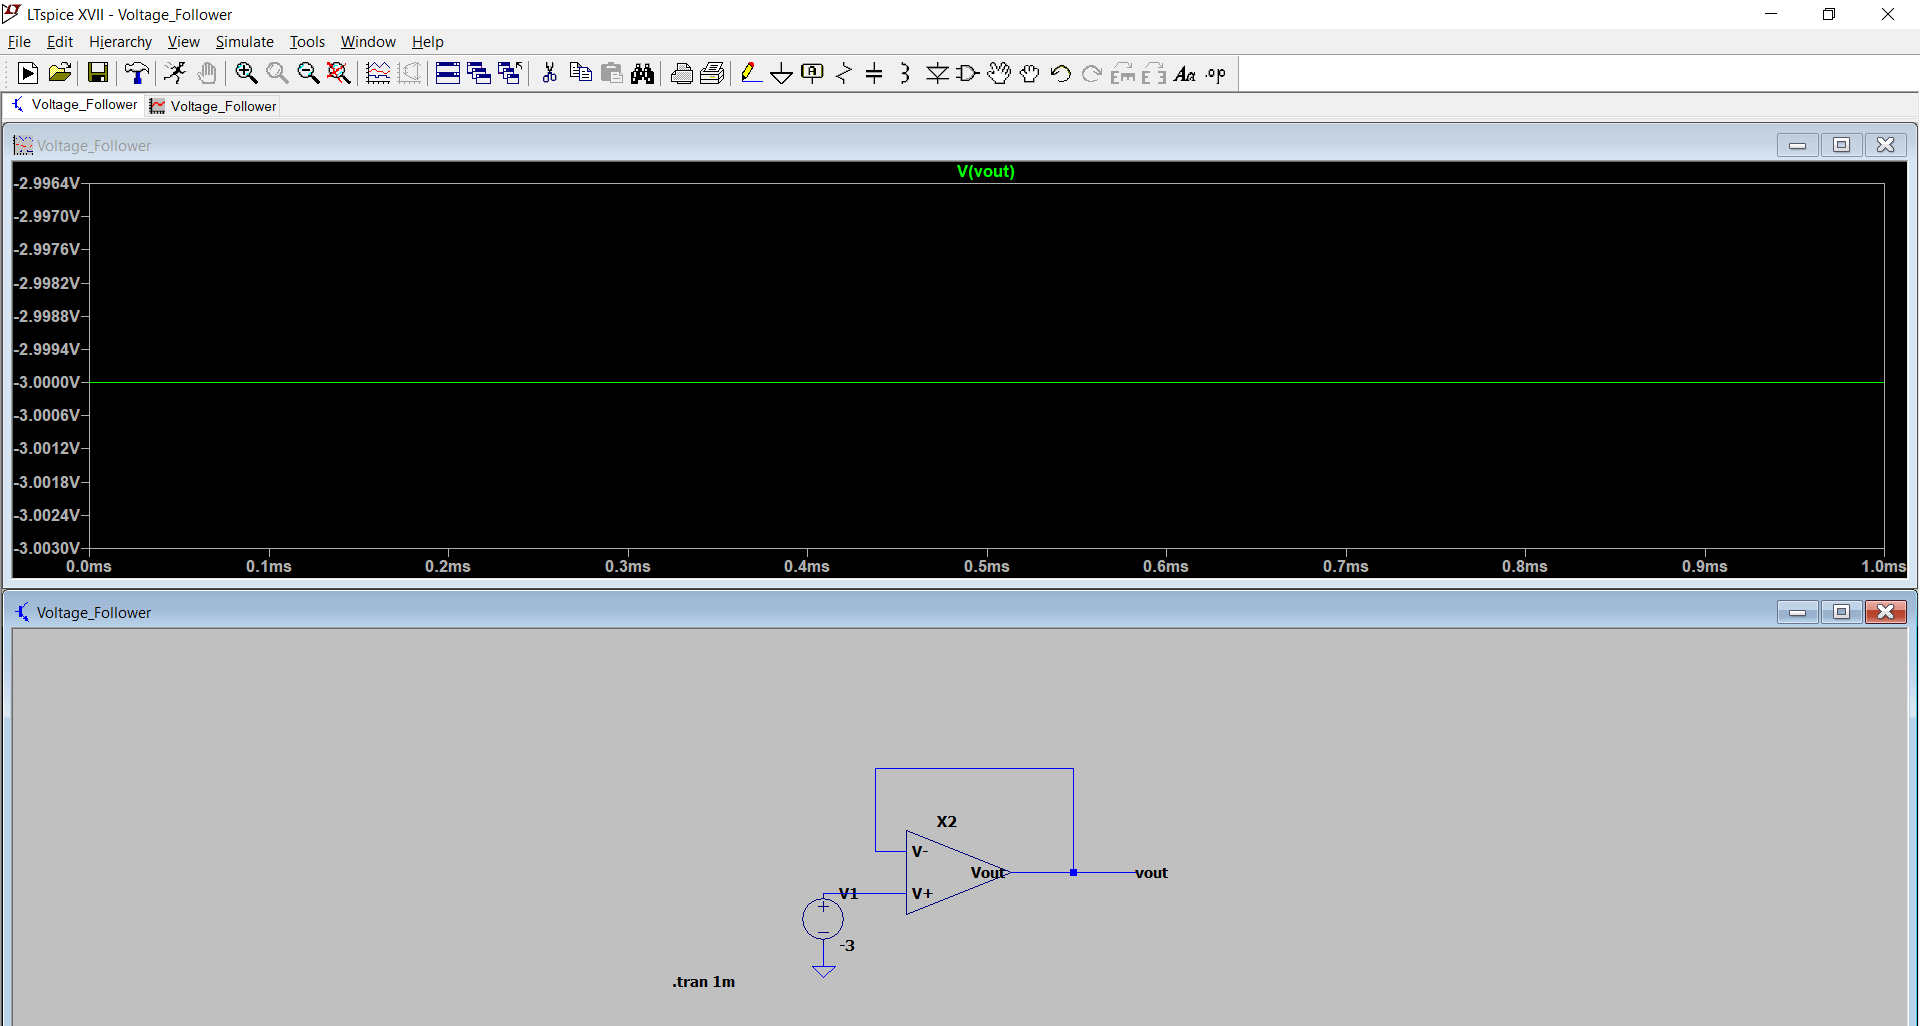 LTspice XVII - Voltage_Follower
File Edit Hierarchy View Simulate Tools Window Help
A Aa .op
Voltage_Follower Voltage_Follower
Voltage_Follower
V(vout)
-2.9964V
-2.9970V
-2.9976V
-2.9982V
-2.9988V
-2.9994V
-3.0000V
-3.0006V
-3.0012V
-3.0018V
-3.0024V
-3.0030V
0.0ms 0.1ms 0.2ms 0.3ms 0.4ms 0.5ms 0.6ms 0.7ms 0.8ms 0.9ms 1.0ms
Voltage_Follower
X2
V-
Vout vout
V1 V+
-3
.tran 1m